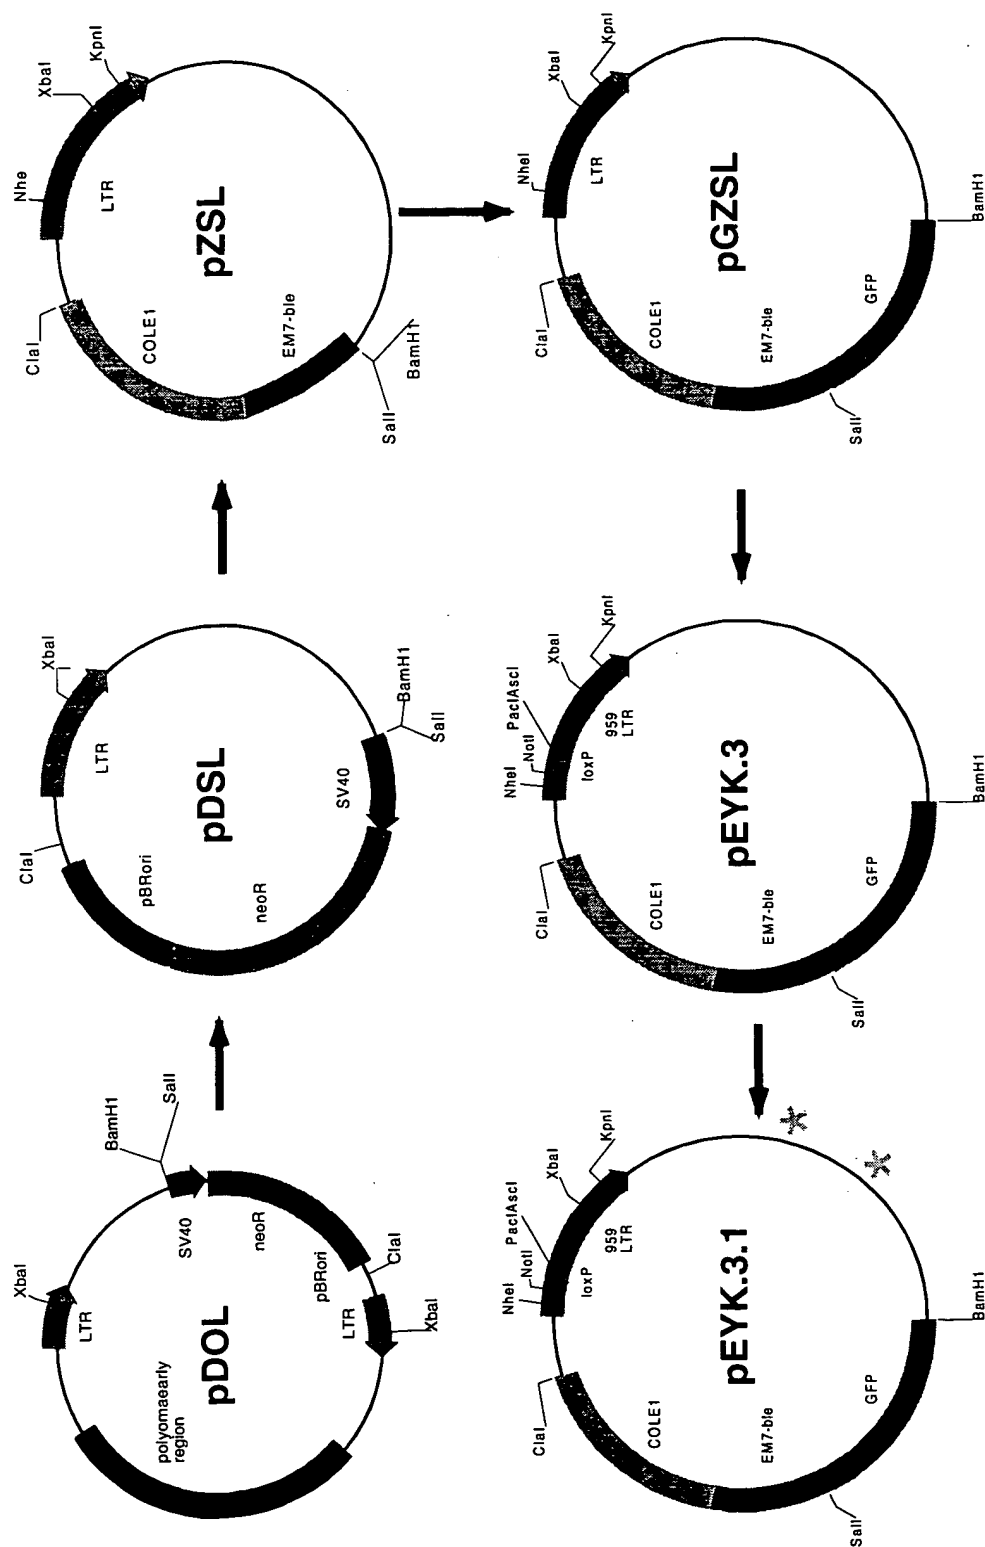 pDOL
XbaI
LTR
BamH1
SalI
SV40
neoR
pBRori
ClaI
LTR
XbaI
polyomaearly
region
pDSL
ClaI
LTR
XbaI
BamH1
SalI
SV40
neoR
pBRori
pZSL
ClaI
Nhe
LTR
XbaI
KpnI
COLE1
EM7-ble
SalI
BamH1
pGZSL
ClaI
NheI
LTR
XbaI
KpnI
COLE1
EM7-ble
GFP
SalI
BamH1
pEYK.3
ClaI
NheI
NotI
PacIAscI
loxP
959
LTR
XbaI
KpnI
COLE1
EM7-ble
GFP
SalI
BamH1
pEYK.3.1
ClaI
NheI
NotI
PacIAscI
loxP
959
LTR
XbaI
KpnI
*
*
COLE1
EM7-ble
GFP
SalI
BamH1